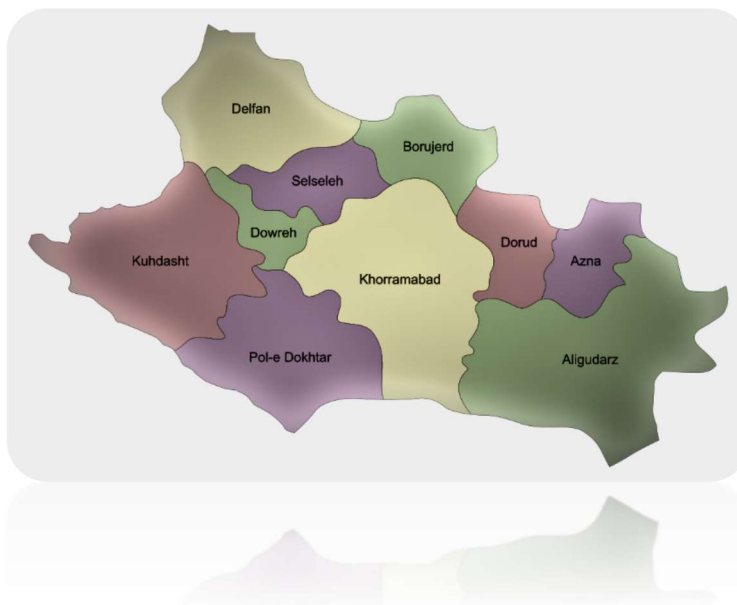 Delfan
Borujerd
Selseleh
Dowreh
Dorud
Kuhdasht
Azna
Khorramabad
Pol-e Dokhtar
Aligudarz